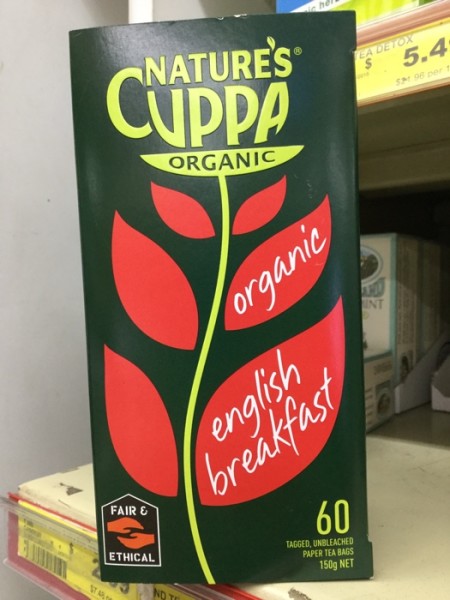 NATURE'S®
CUPPA
ORGANIC
organic
english
breakfast
FAIR &
ETHICAL
60
TAGGED, UNBLEACHED
PAPER TEA BAGS
150g NET
TEA DETOX
$ 5.4